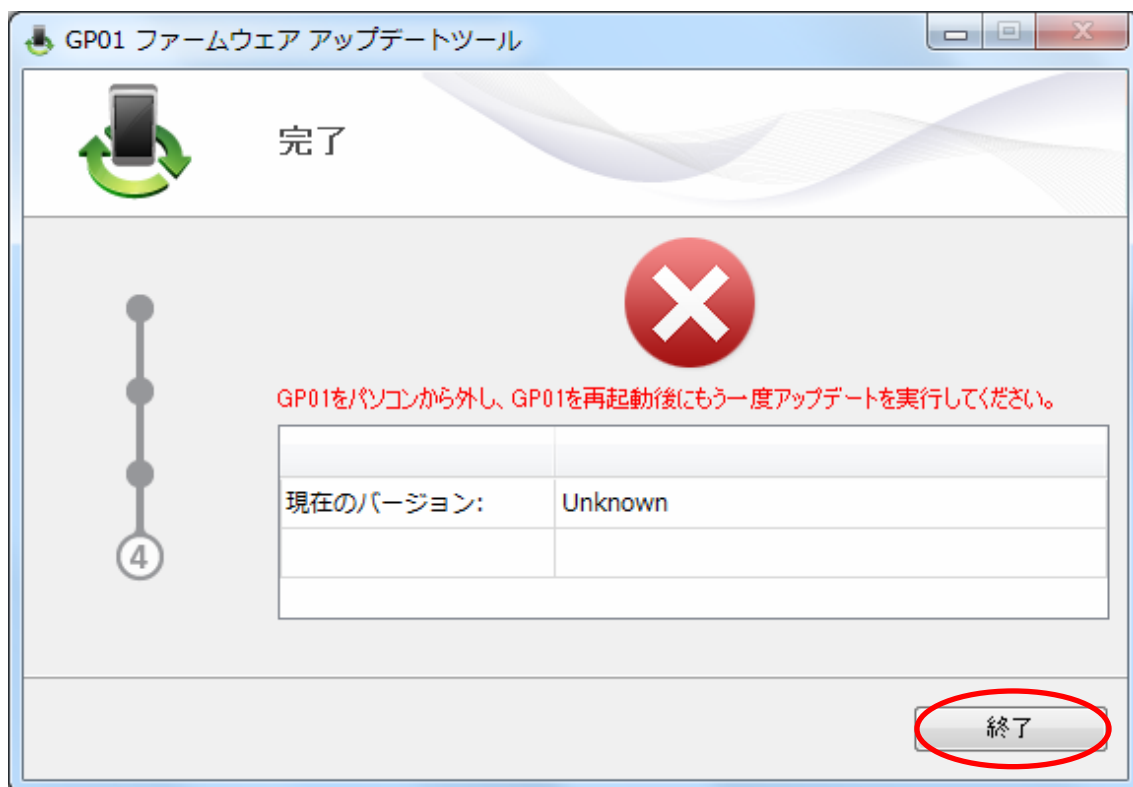 GP01 ファームウェア アップデートツール
完了
GP01をパソコンから外し、GP01を再起動後にもう一度アップデートを実行してください。
現在のバージョン: Unknown
4
終了